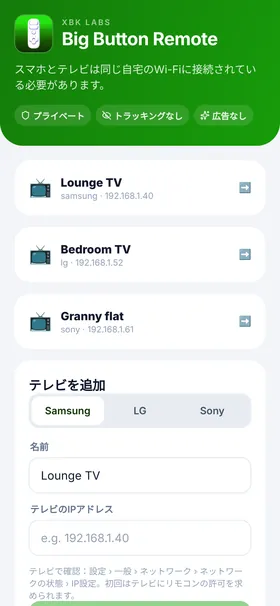 XBK LABS
Big Button Remote
スマホとテレビは同じ自宅のWi-Fiに接続されてい
る必要があります。
プライベート
トラッキングなし
広告なし
Lounge TV
samsung · 192.168.1.40
Bedroom TV
lg · 192.168.1.52
Granny flat
sony · 192.168.1.61
テレビを追加
Samsung
LG
Sony
名前
Lounge TV
テレビのIPアドレス
e.g. 192.168.1.40
テレビで確認：設定 › 一般 › ネットワーク › ネットワー
クの状態 › IP設定。初回はテレビにリモコンの許可を求
められます。